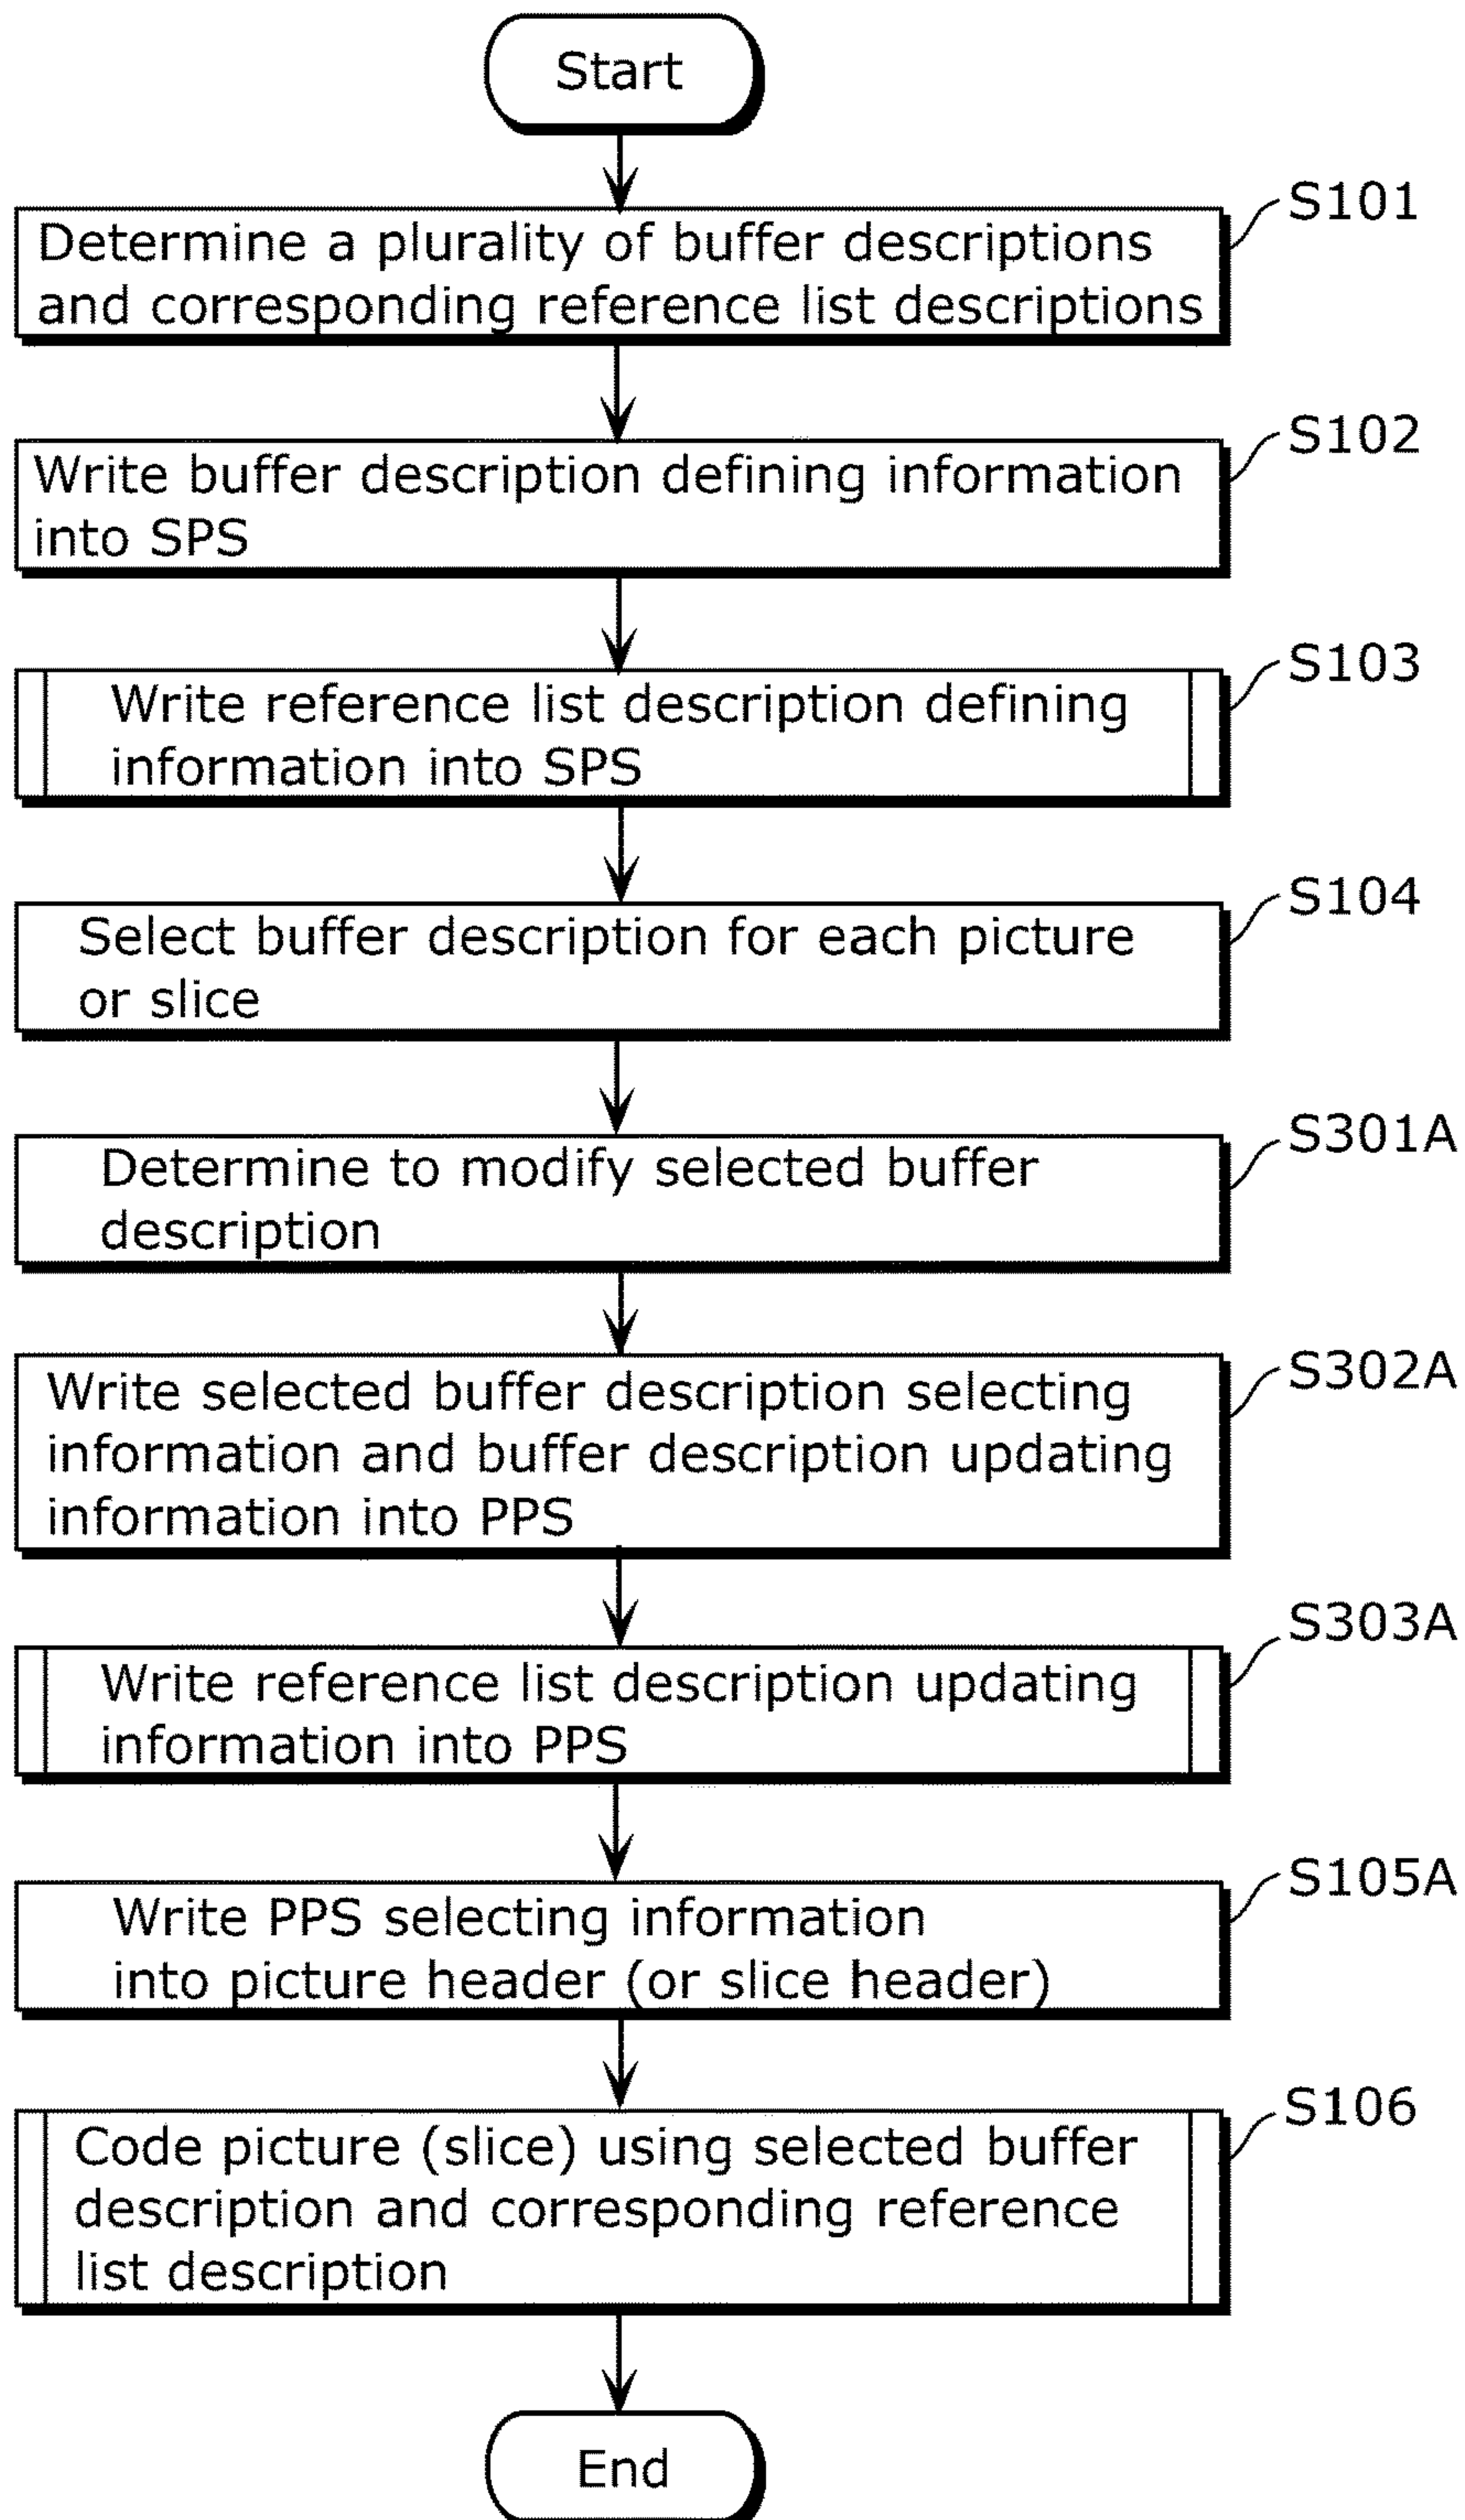 Start
S101
Determine a plurality of buffer descriptions
and corresponding reference list descriptions
S102
Write buffer description defining information
into SPS
S103
Write reference list description defining
information into SPS
S104
Select buffer description for each picture
or slice
S301A
Determine to modify selected buffer
description
S302A
Write selected buffer description selecting
information and buffer description updating
information into PPS
S303A
Write reference list description updating
information into PPS
S105A
Write PPS selecting information
into picture header (or slice header)
S106
Code picture (slice) using selected buffer
description and corresponding reference
list description
End